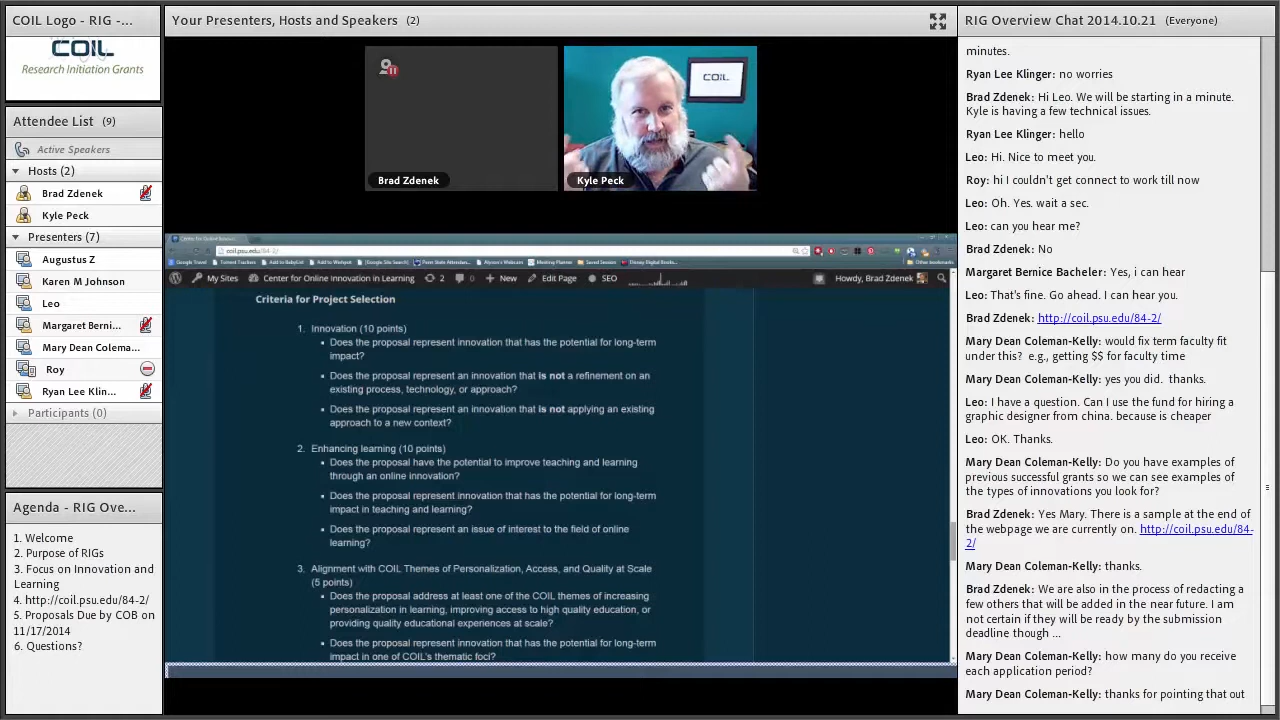 COIL Logo - RIG -...
COIL
Research Initiation Grants
Attendee List (9)
Active Speakers
Hosts (2)
Brad Zdenek
Kyle Peck
Presenters (7)
Augustus Z
Karen M Johnson
Leo
Margaret Berni...
Mary Dean Colema...
Roy
Ryan Lee Klin...
Participants (0)
Agenda - RIG Ove...
1. Welcome
2. Purpose of RIGs
3. Focus on Innovation and
Learning
4. http://coil.psu.edu/84-2/
5. Proposals Due by COB on
11/17/2014
6. Questions?
Your Presenters, Hosts and Speakers (2)
Brad Zdenek
COIL
Kyle Peck
coil.psu.edu/84-2/
My Sites
Center for Online Innovation in Learning
2
0
+ New
Edit Page
SEO
Howdy, Brad Zdenek
Criteria for Project Selection
1. Innovation (10 points)
Does the proposal represent innovation that has the potential for long-term
impact?
Does the proposal represent an innovation that is not a refinement on an
existing process, technology, or approach?
Does the proposal represent an innovation that is not applying an existing
approach to a new context?
2. Enhancing learning (10 points)
Does the proposal have the potential to improve teaching and learning
through an online innovation?
Does the proposal represent innovation that has the potential for long-term
impact in teaching and learning?
Does the proposal represent an issue of interest to the field of online
learning?
3. Alignment with COIL Themes of Personalization, Access, and Quality at Scale
(5 points)
Does the proposal address at least one of the COIL themes of increasing
personalization in learning, improving access to high quality education, or
providing quality educational experiences at scale?
Does the proposal represent innovation that has the potential for long-term
impact in one of COIL's thematic foci?
RIG Overview Chat 2014.10.21 (Everyone)
minutes.
Ryan Lee Klinger: no worries
Brad Zdenek: Hi Leo. We will be starting in a minute.
Kyle is having a few technical issues.
Ryan Lee Klinger: hello
Leo: Hi. Nice to meet you.
Roy: hi I don't get connect to work till now
Leo: Oh. Yes. wait a sec.
Leo: can you hear me?
Brad Zdenek: No
Margaret Bernice Bacheler: Yes, i can hear
Leo: That's fine. Go ahead. I can hear you.
Brad Zdenek: http://coil.psu.edu/84-2/
Mary Dean Coleman-Kelly: would fix term faculty fit
under this? e.g., getting $$ for faculty time
Mary Dean Coleman-Kelly: yes you did. thanks.
Leo: I have a question. Can I use the fund for hiring a
graphic designer from china. because is cheaper
Leo: OK. Thanks.
Mary Dean Coleman-Kelly: Do you have examples of
previous successful grants so we can see examples of
the types of innovations you look for?
Brad Zdenek: Yes Mary. There is a sample at the end of
the webpage are currently on. http://coil.psu.edu/84-
2/
Mary Dean Coleman-Kelly: thanks.
Brad Zdenek: We are also in the process of redacting a
few others that will be added in the near future. I am
not certain if they will be ready by the submission
deadline though ...
Mary Dean Coleman-Kelly: how many do you receive
each application period?
Mary Dean Coleman-Kelly: thanks for pointing that out